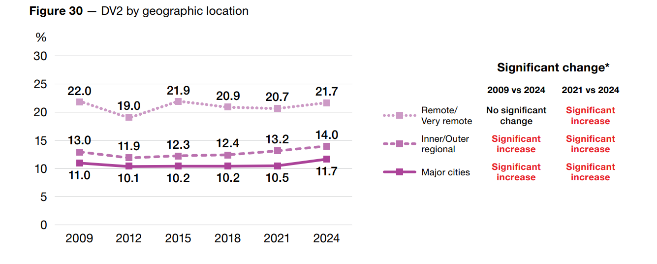 Figure 30 — DV2 by geographic location
%
30
25
20
15
10
5
0
22.0 19.0 21.9 20.9 20.7 21.7
13.0 11.9 12.3 12.4 13.2 14.0
11.0 10.1 10.2 10.2 10.5 11.7
2009 2012 2015 2018 2021 2024
Significant change*
2009 vs 2024 2021 vs 2024
Remote/ No significant Significant
Very remote change increase
Inner/Outer Significant Significant
regional increase increase
Major cities Significant Significant
increase increase